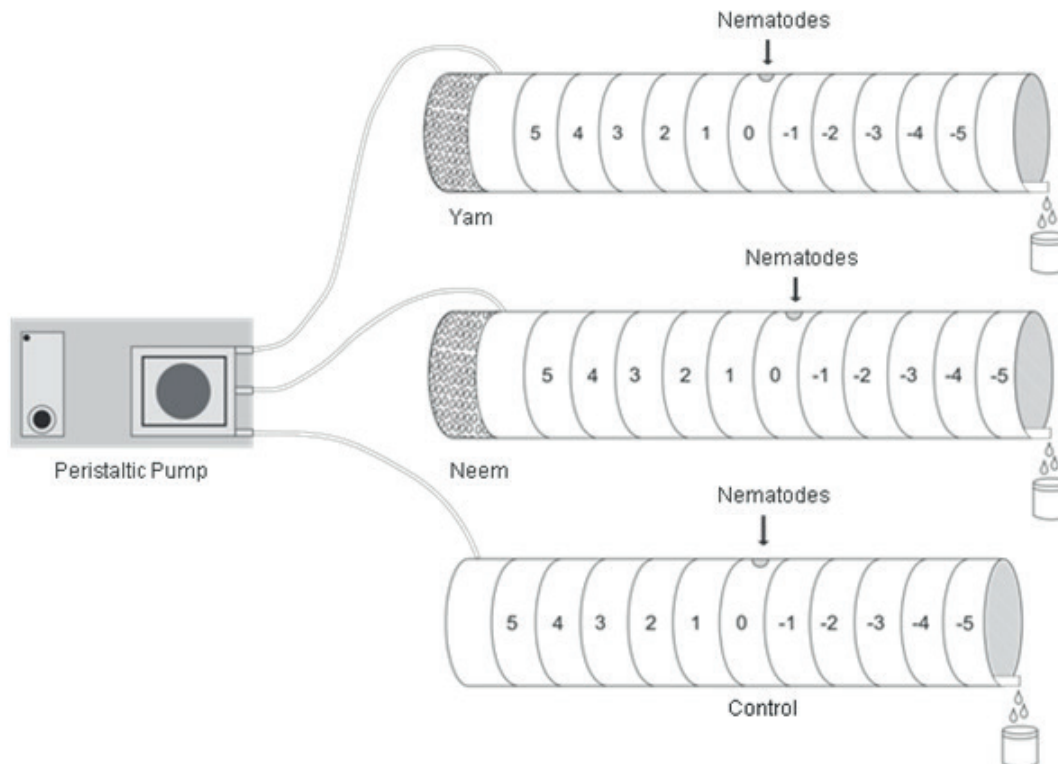 Nematodes
5 4 3 2 1 0 -1 -2 -3 -4 -5
Yam
Nematodes
5 4 3 2 1 0 -1 -2 -3 -4 -5
Peristaltic Pump
Neem
Nematodes
5 4 3 2 1 0 -1 -2 -3 -4 -5
Control